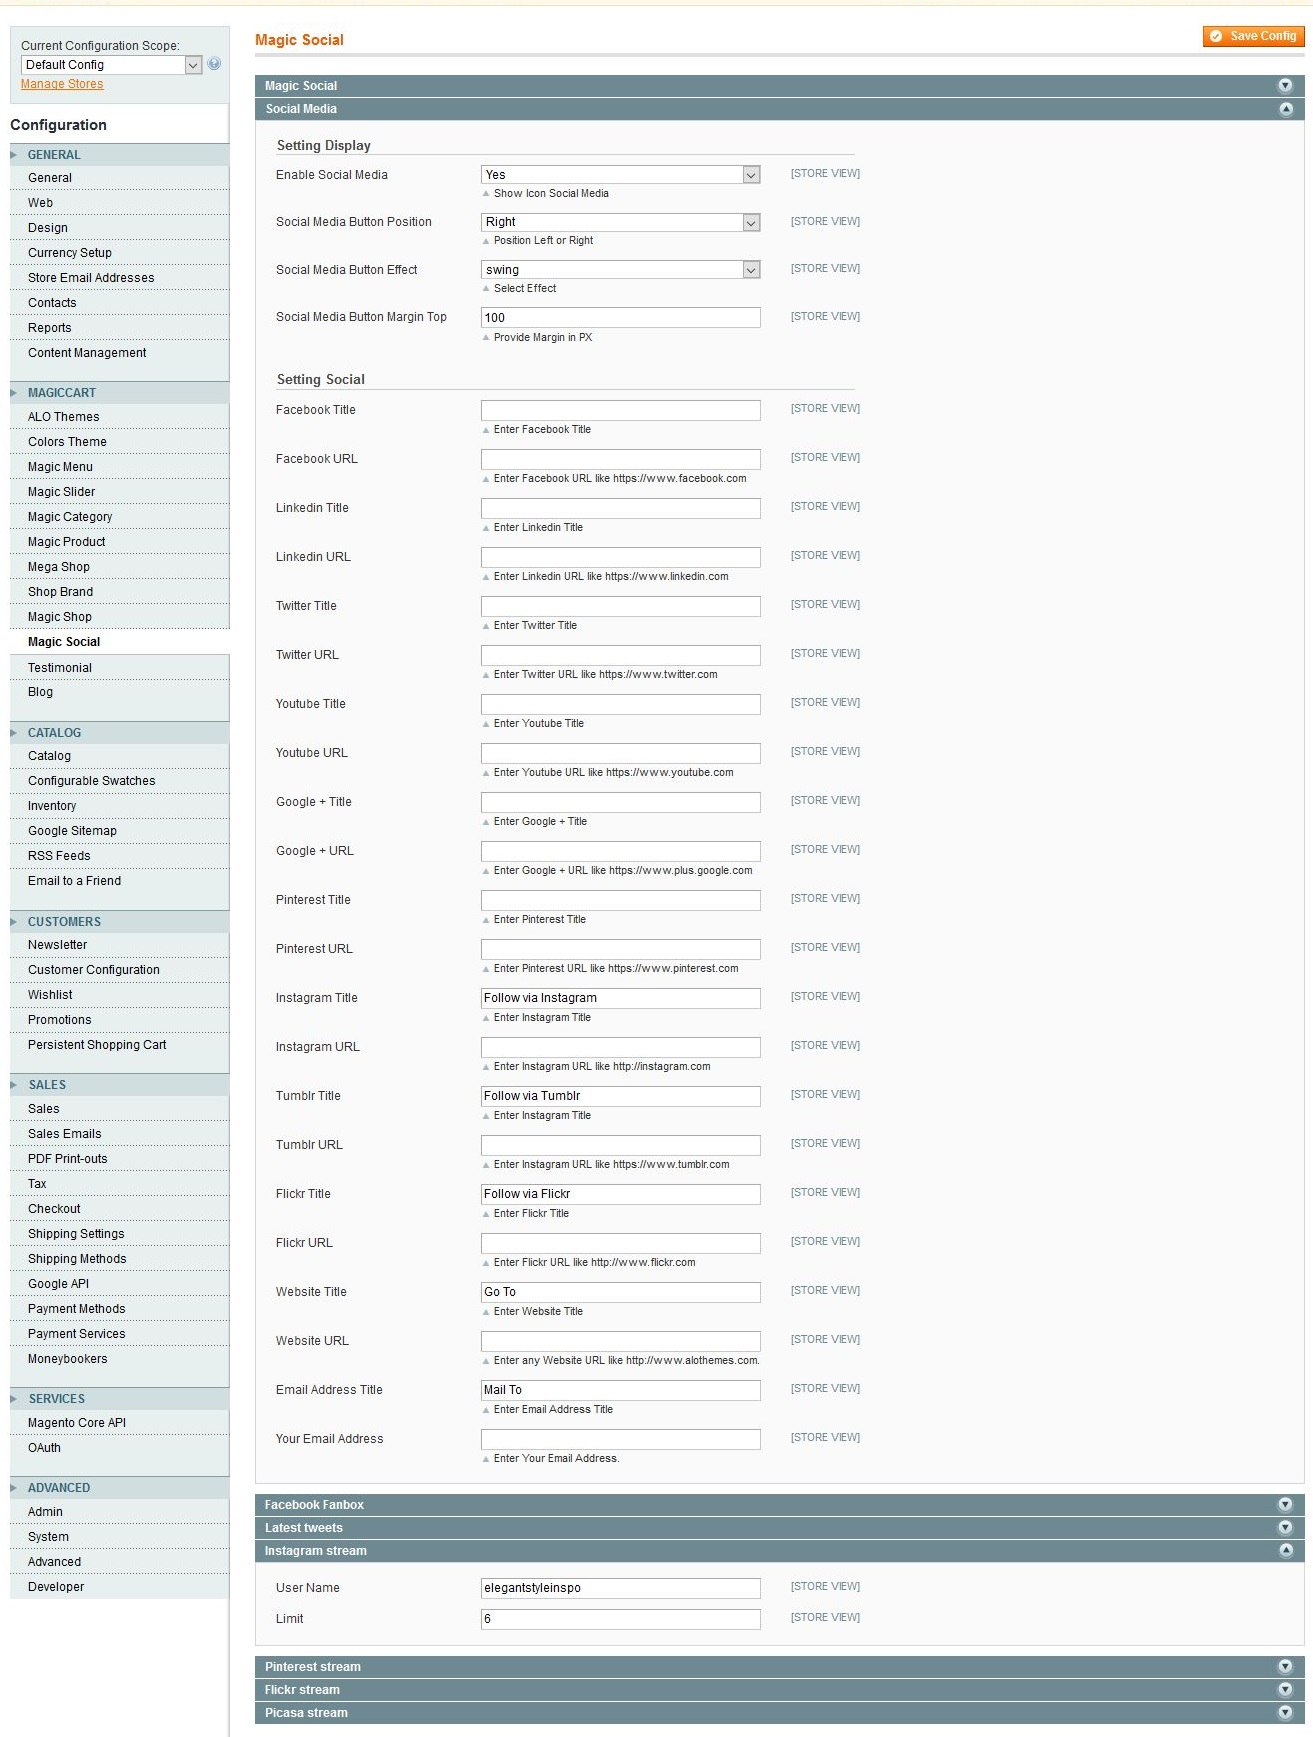 Current Configuration Scope:
Default Config
Manage Stores
Configuration
GENERAL
General
Web
Design
Currency Setup
Store Email Addresses
Contacts
Reports
Content Management
MAGICCART
ALO Themes
Colors Theme
Magic Menu
Magic Slider
Magic Category
Magic Product
Mega Shop
Shop Brand
Magic Shop
Magic Social
Testimonial
Blog
CATALOG
Catalog
Configurable Swatches
Inventory
Google Sitemap
RSS Feeds
Email to a Friend
CUSTOMERS
Newsletter
Customer Configuration
Wishlist
Promotions
Persistent Shopping Cart
SALES
Sales
Sales Emails
PDF Print-outs
Tax
Checkout
Shipping Settings
Shipping Methods
Google API
Payment Methods
Payment Services
Moneybookers
SERVICES
Magento Core API
OAuth
ADVANCED
Admin
System
Advanced
Developer
Magic Social
Save Config
Magic Social
Social Media
Setting Display
Enable Social Media Yes [STORE VIEW]
Show Icon Social Media
Social Media Button Position Right [STORE VIEW]
Position Left or Right
Social Media Button Effect swing [STORE VIEW]
Select Effect
Social Media Button Margin Top 100 [STORE VIEW]
Provide Margin in PX
Setting Social
Facebook Title [STORE VIEW]
Enter Facebook Title
Facebook URL [STORE VIEW]
Enter Facebook URL like https://www.facebook.com
Linkedin Title [STORE VIEW]
Enter Linkedin Title
Linkedin URL [STORE VIEW]
Enter Linkedin URL like https://www.linkedin.com
Twitter Title [STORE VIEW]
Enter Twitter Title
Twitter URL [STORE VIEW]
Enter Twitter URL like https://www.twitter.com
Youtube Title [STORE VIEW]
Enter Youtube Title
Youtube URL [STORE VIEW]
Enter Youtube URL like https://www.youtube.com
Google + Title [STORE VIEW]
Enter Google + Title
Google + URL [STORE VIEW]
Enter Google + URL like https://www.plus.google.com
Pinterest Title [STORE VIEW]
Enter Pinterest Title
Pinterest URL [STORE VIEW]
Enter Pinterest URL like https://www.pinterest.com
Instagram Title Follow via Instagram [STORE VIEW]
Enter Instagram Title
Instagram URL [STORE VIEW]
Enter Instagram URL like http://instagram.com
Tumblr Title Follow via Tumblr [STORE VIEW]
Enter Instagram Title
Tumblr URL [STORE VIEW]
Enter Instagram URL like https://www.tumblr.com
Flickr Title Follow via Flickr [STORE VIEW]
Enter Flickr Title
Flickr URL [STORE VIEW]
Enter Flickr URL like http://www.flickr.com
Website Title Go To [STORE VIEW]
Enter Website Title
Website URL [STORE VIEW]
Enter any Website URL like http://www.alothemes.com.
Email Address Title Mail To [STORE VIEW]
Enter Email Address Title
Your Email Address [STORE VIEW]
Enter Your Email Address.
Facebook Fanbox
Latest tweets
Instagram stream
User Name elegantstyleinspo [STORE VIEW]
Limit 6 [STORE VIEW]
Pinterest stream
Flickr stream
Picasa stream